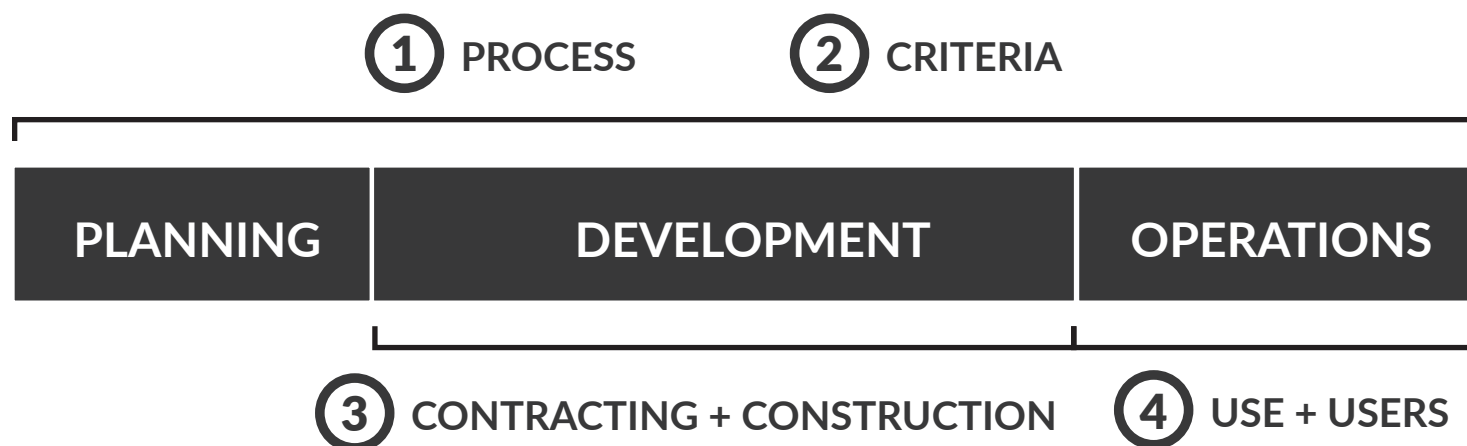 1 PROCESS 2 CRITERIA
PLANNING DEVELOPMENT OPERATIONS
3 CONTRACTING + CONSTRUCTION 4 USE + USERS